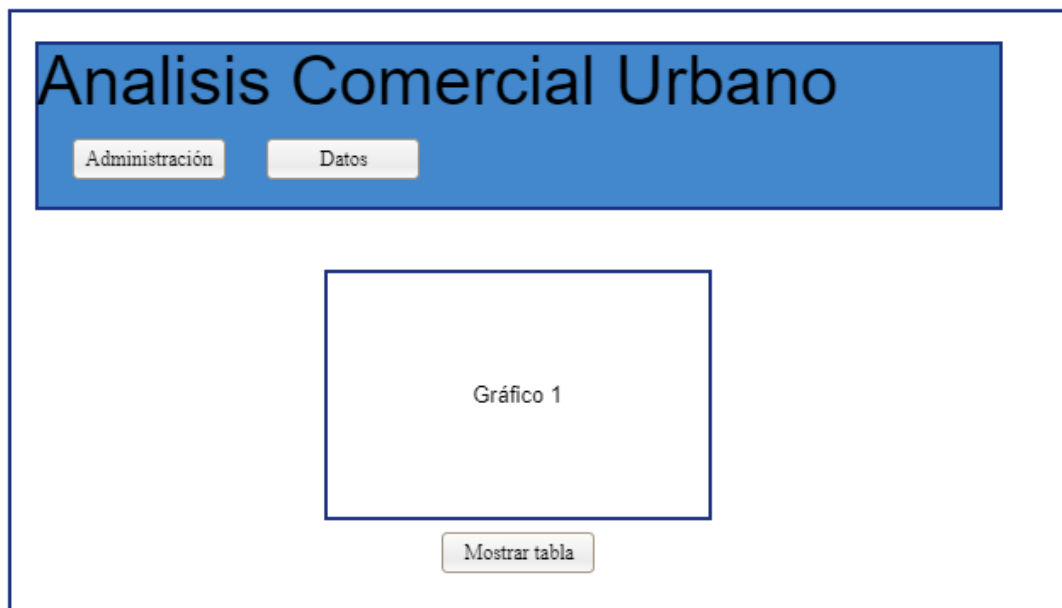 Analisis Comercial Urbano
Administración Datos
Gráfico 1
Mostrar tabla